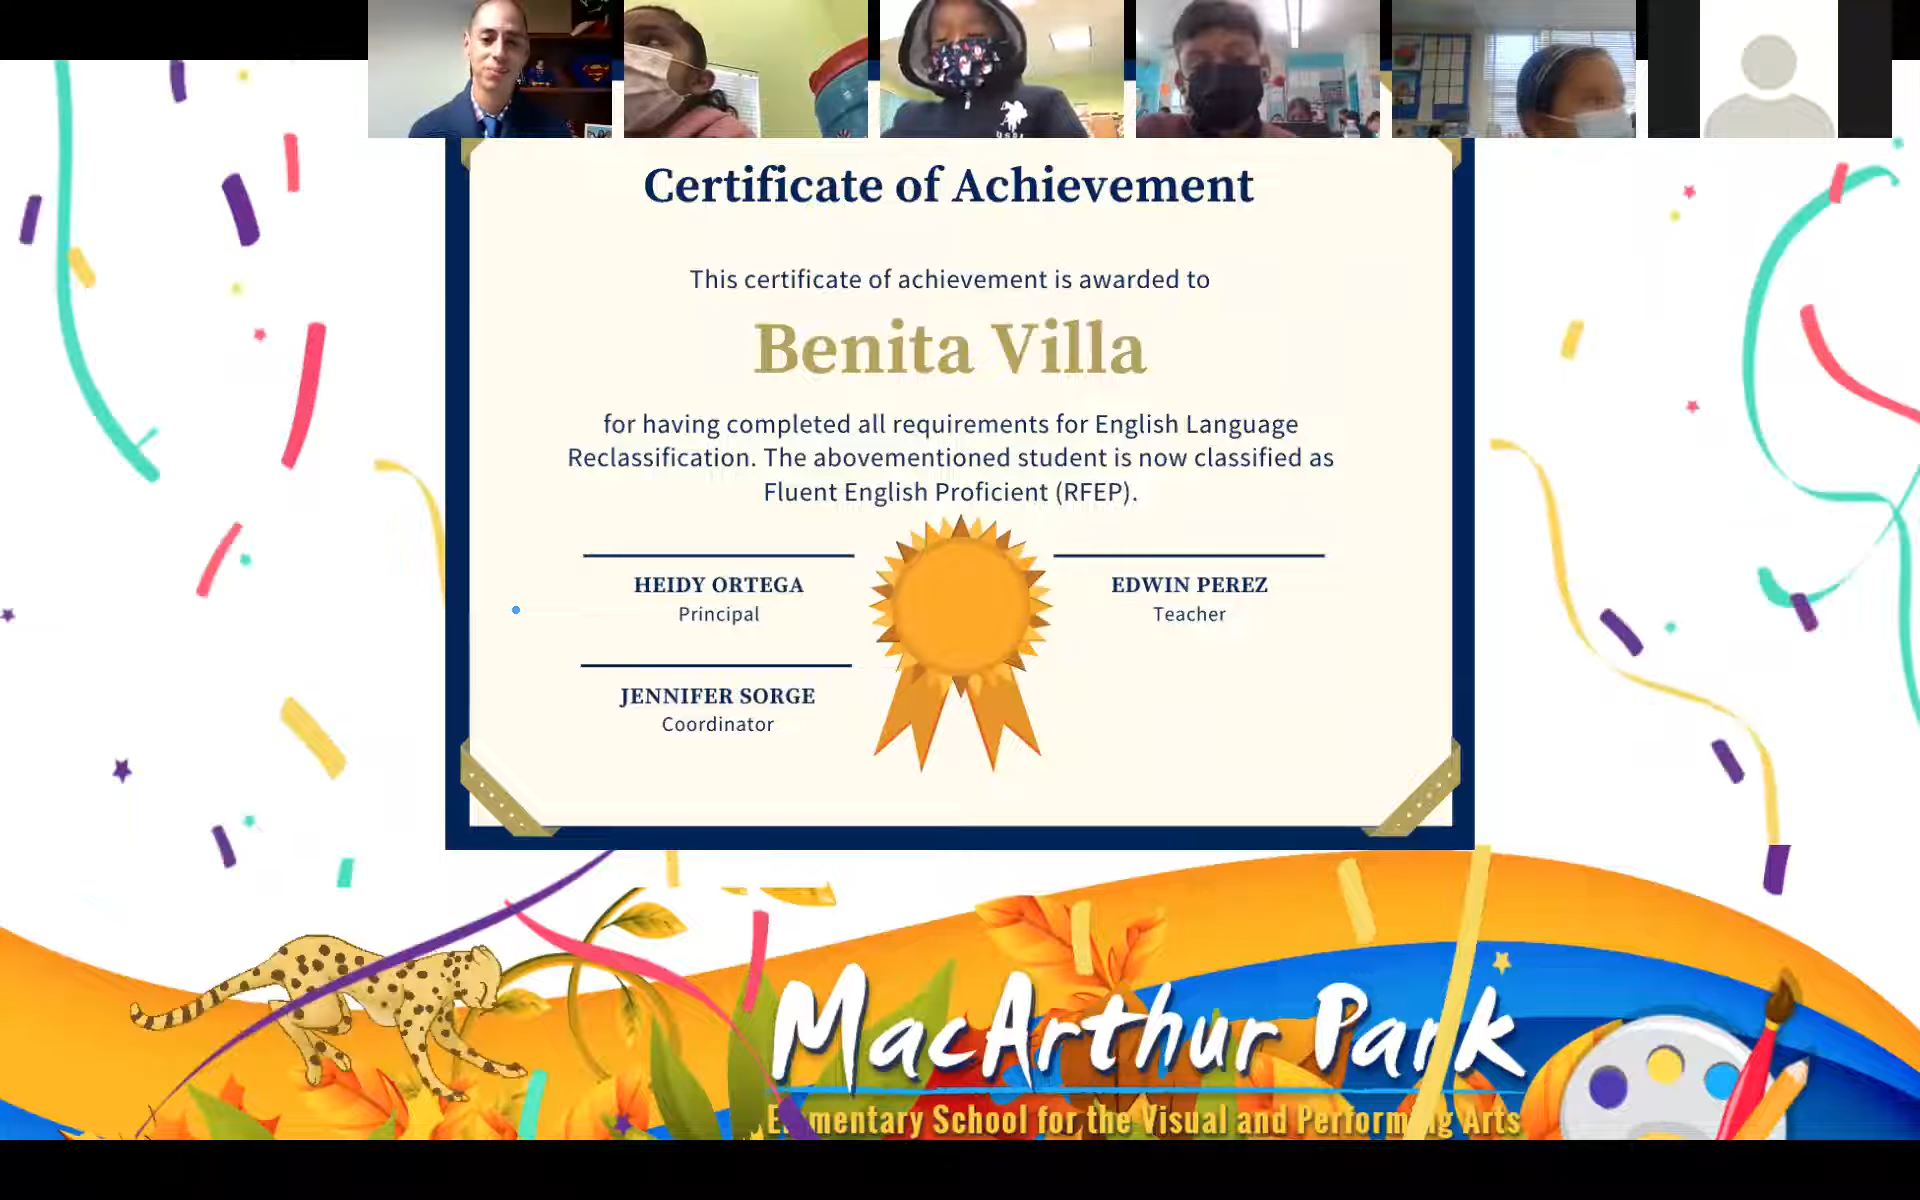 Certificate of Achievement
This certificate of achievement is awarded to
Benita Villa
for having completed all requirements for English Language
Reclassification. The abovementioned student is now classified as
Fluent English Proficient (RFEP).
HEIDY ORTEGA
Principal
EDWIN PEREZ
Teacher
JENNIFER SORGE
Coordinator
MacArthur Park
Elementary School for the Visual and Performing Arts